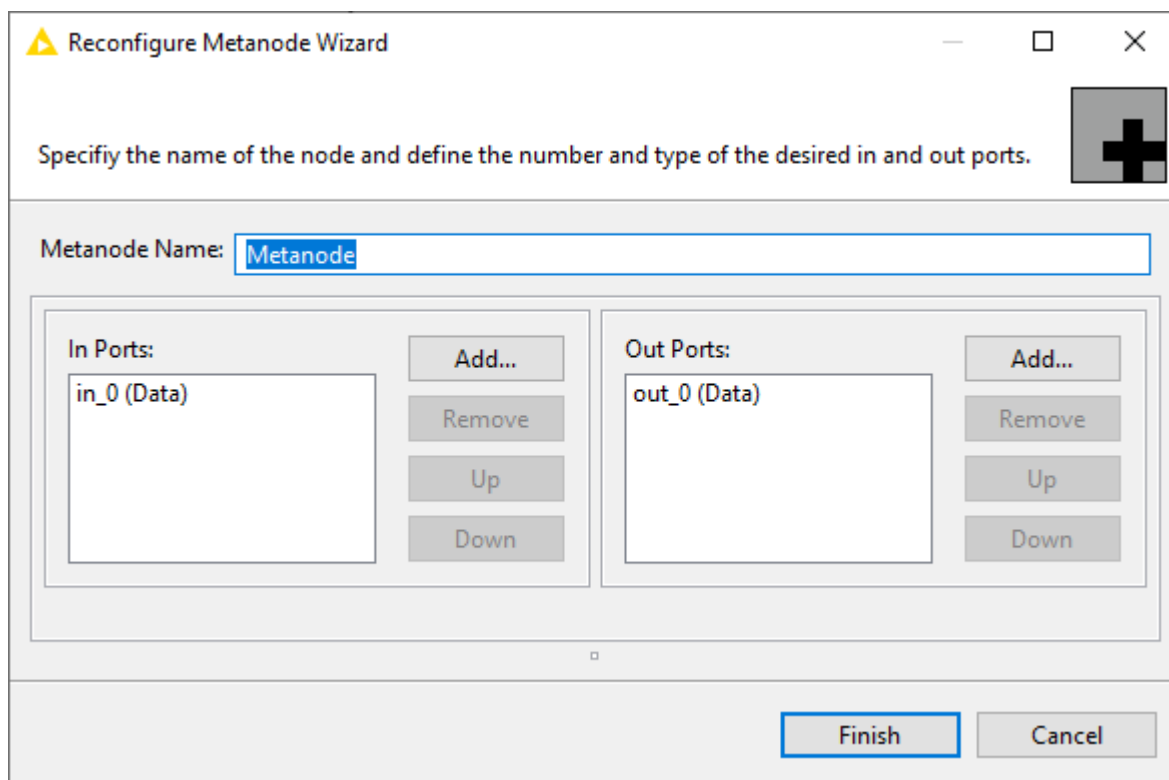 Reconfigure Metanode Wizard
Specifiy the name of the node and define the number and type of the desired in and out ports.
Metanode Name: Metanode
In Ports:
in_0 (Data)
Add...
Remove
Up
Down
Out Ports:
out_0 (Data)
Add...
Remove
Up
Down
Finish Cancel